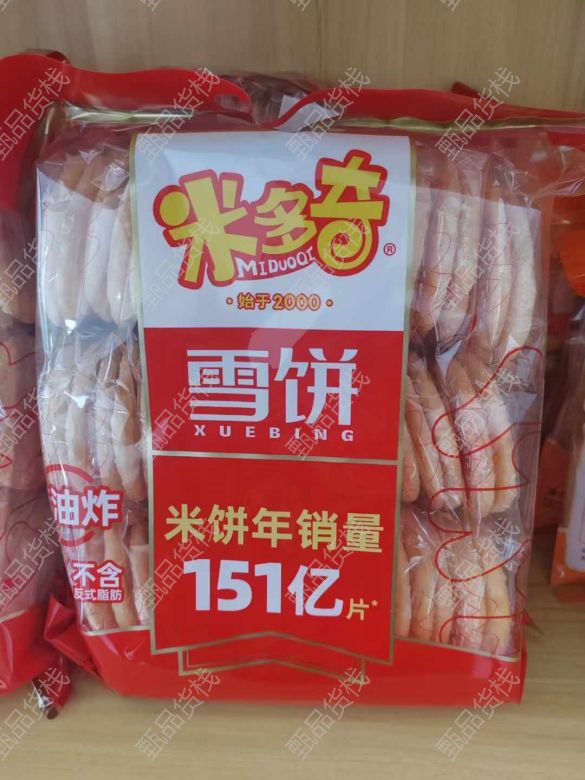 米多奇®
MIDUOQI
·始于2000·
雪饼
XUEBING
油炸
不含
反式脂肪
米饼年销量
151亿片*
甄品货栈